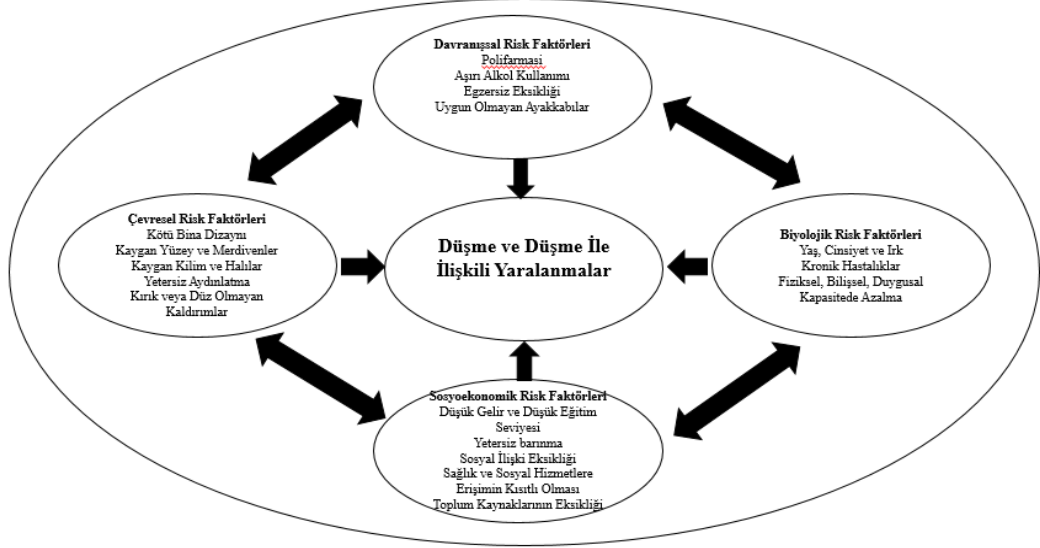 Davranışsal Risk Faktörleri
Polifarmasi
Aşırı Alkol Kullanımı
Egzersiz Eksikliği
Uygun Olmayan Ayakkabılar
Çevresel Risk Faktörleri
Kötü Bina Dizaynı
Kaygan Yüzey ve Merdivenler
Kaygan Kilim ve Halılar
Yetersiz Aydınlatma
Kırık veya Düz Olmayan
Kaldırımlar
Düşme ve Düşme İle
İlişkili Yaralanmalar
Biyolojik Risk Faktörleri
Yaş, Cinsiyet ve Irk
Kronik Hastalıklar
Fiziksel, Bilişsel, Duygusal
Kapasitede Azalma
Sosyoekonomik Risk Faktörleri
Düşük Gelir ve Düşük Eğitim
Seviyesi
Yetersiz barınma
Sosyal İlişki Eksikliği
Sağlık ve Sosyal Hizmetlere
Erişimin Kısıtlı Olması
Toplum Kaynaklarının Eksikliği